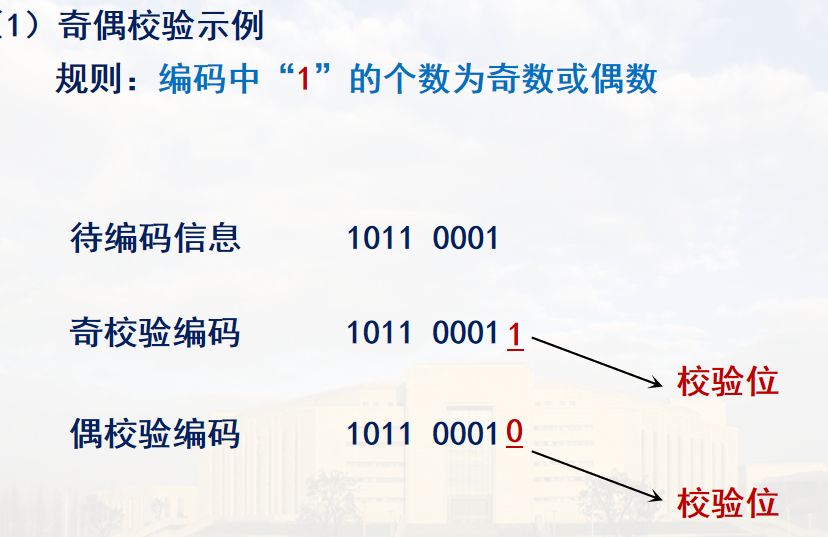 （1）奇偶校验示例
规则：编码中“1”的个数为奇数或偶数
待编码信息 1011 0001
奇校验编码 1011 0001 1
校验位
偶校验编码 1011 0001 0
校验位